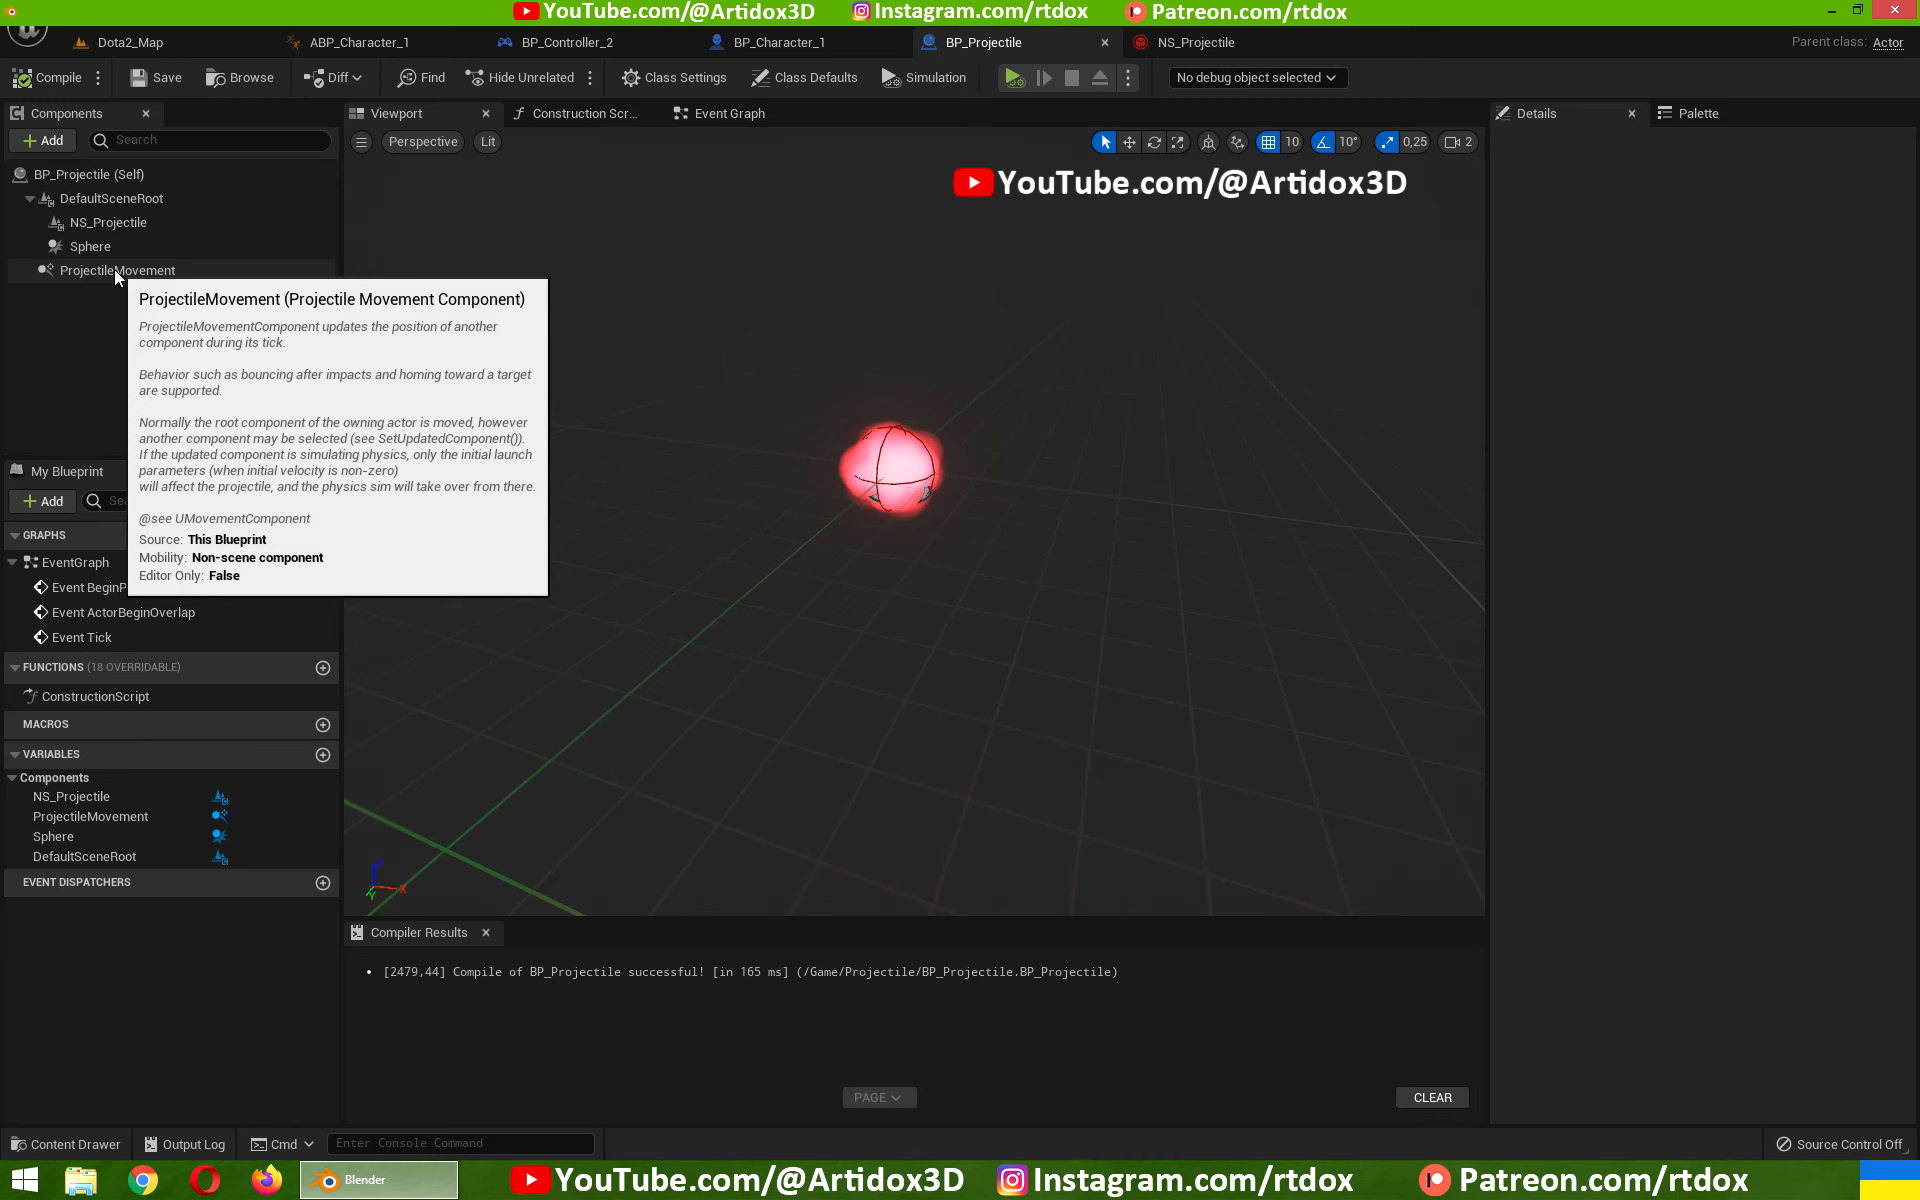 YouTube.com/@Artidox3D Instagram.com/rtdox Patreon.com/rtdox
Dota2_Map ABP_Character_1 BP_Controller_2 BP_Character_1 BP_Projectile NS_Projectile Parent class: Actor
Compile Save Browse Diff Find Hide Unrelated Class Settings Class Defaults Simulation No debug object selected
Components Viewport Construction Scr... Event Graph Details Palette
Add Search Perspective Lit 10 10° 0,25 2
YouTube.com/@Artidox3D
BP_Projectile (Self)
DefaultSceneRoot
NS_Projectile
Sphere
ProjectileMovement
ProjectileMovement (Projectile Movement Component)
ProjectileMovementComponent updates the position of another
component during its tick.
Behavior such as bouncing after impacts and homing toward a target
are supported.
Normally the root component of the owning actor is moved, however
another component may be selected (see SetUpdatedComponent()).
If the updated component is simulating physics, only the initial launch
parameters (when initial velocity is non-zero)
will affect the projectile, and the physics sim will take over from there.
@see UMovementComponent
Source: This Blueprint
Mobility: Non-scene component
Editor Only: False
My Blueprint
Add Sea
GRAPHS
EventGraph
Event BeginP
Event ActorBeginOverlap
Event Tick
FUNCTIONS (18 OVERRIDABLE)
ConstructionScript
MACROS
VARIABLES
Components
NS_Projectile
ProjectileMovement
Sphere
DefaultSceneRoot
EVENT DISPATCHERS
Z X Y
Compiler Results
• [2479,44] Compile of BP_Projectile successful! [in 165 ms] (/Game/Projectile/BP_Projectile.BP_Projectile)
PAGE CLEAR
Content Drawer Output Log Cmd Enter Console Command Source Control Off
Blender YouTube.com/@Artidox3D Instagram.com/rtdox Patreon.com/rtdox